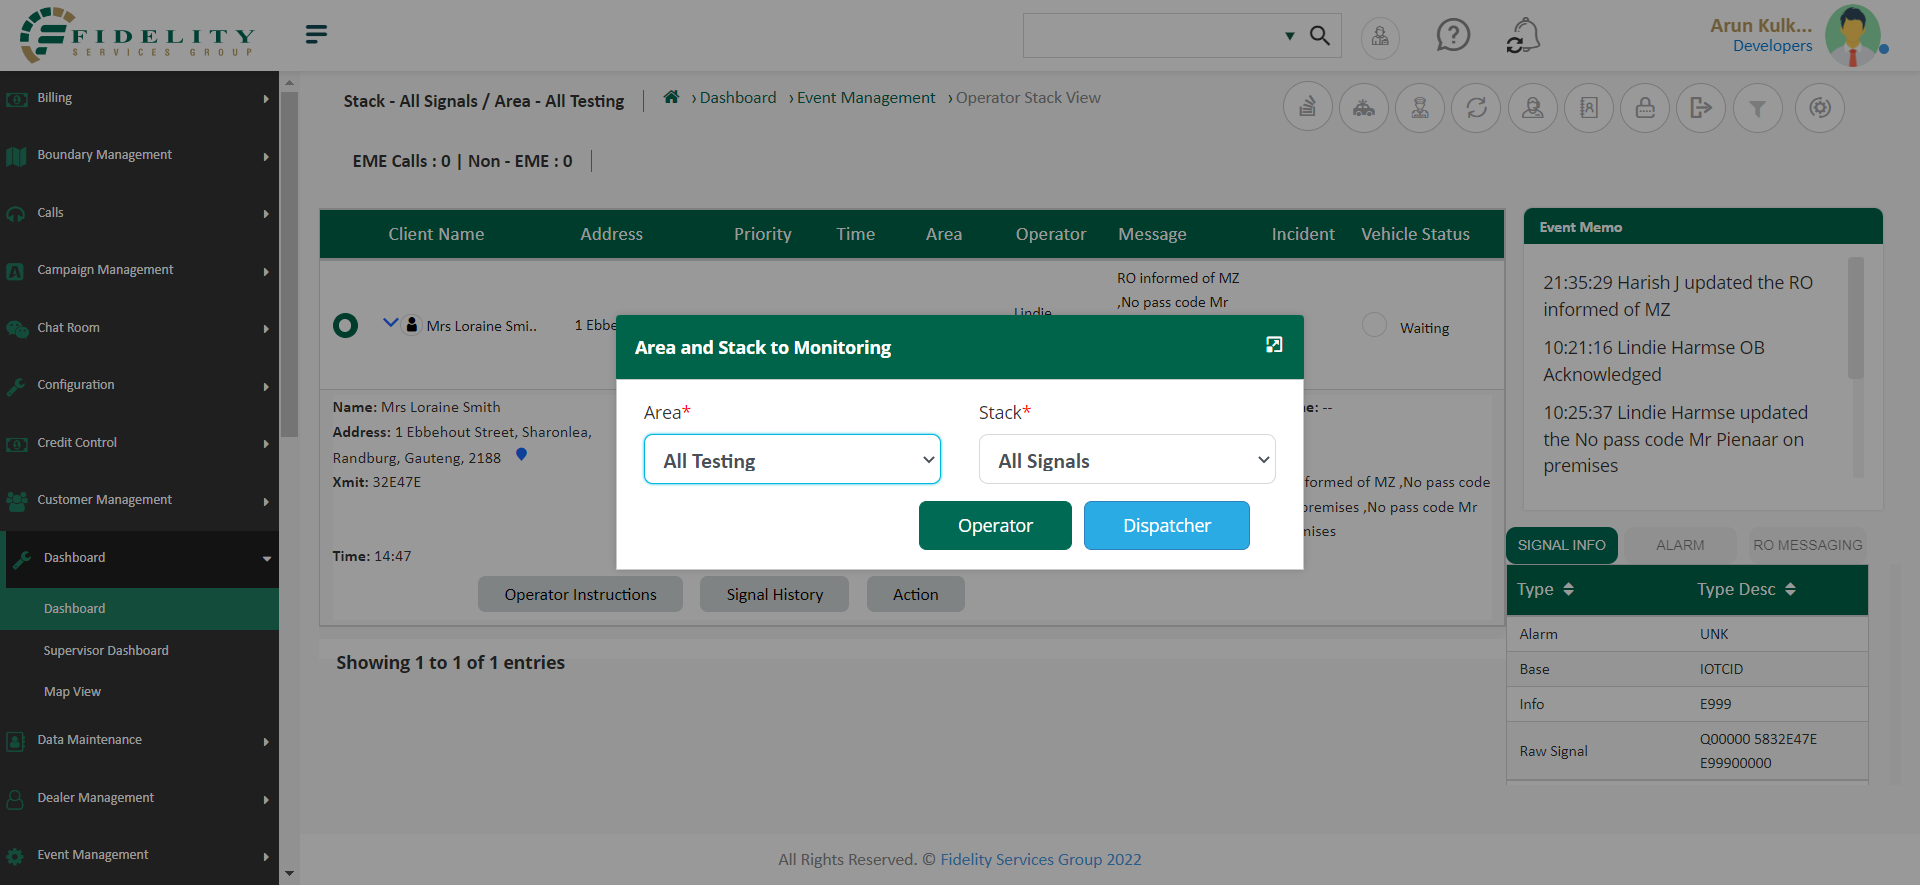 FIDELITY
SERVICES GROUP
Arun Kulk...
Developers
Billing
Boundary Management
Calls
Campaign Management
Chat Room
Configuration
Credit Control
Customer Management
Dashboard
Dashboard
Supervisor Dashboard
Map View
Data Maintenance
Dealer Management
Event Management
Stack - All Signals / Area - All Testing
› Dashboard › Event Management › Operator Stack View
EME Calls : 0 | Non - EME : 0
Client Name Address Priority Time Area Operator Message Incident Vehicle Status
RO informed of MZ
,No pass code Mr
Lindie
Mrs Loraine Smi.. 1 Ebbe
Waiting
Name: Mrs Loraine Smith
Address: 1 Ebbehout Street, Sharonlea,
Randburg, Gauteng, 2188
Xmit: 32E47E
Time: 14:47
e: --
formed of MZ ,No pass code
premises ,No pass code Mr
Operator Instructions Signal History Action
Showing 1 to 1 of 1 entries
Area and Stack to Monitoring
Area* Stack*
All Testing All Signals
Operator Dispatcher
Event Memo
21:35:29 Harish J updated the RO
informed of MZ
10:21:16 Lindie Harmse OB
Acknowledged
10:25:37 Lindie Harmse updated
the No pass code Mr Pienaar on
premises
SIGNAL INFO ALARM RO MESSAGING
Type Type Desc
Alarm UNK
Base IOTCID
Info E999
Raw Signal Q00000 5832E47E
E99900000
All Rights Reserved. © Fidelity Services Group 2022